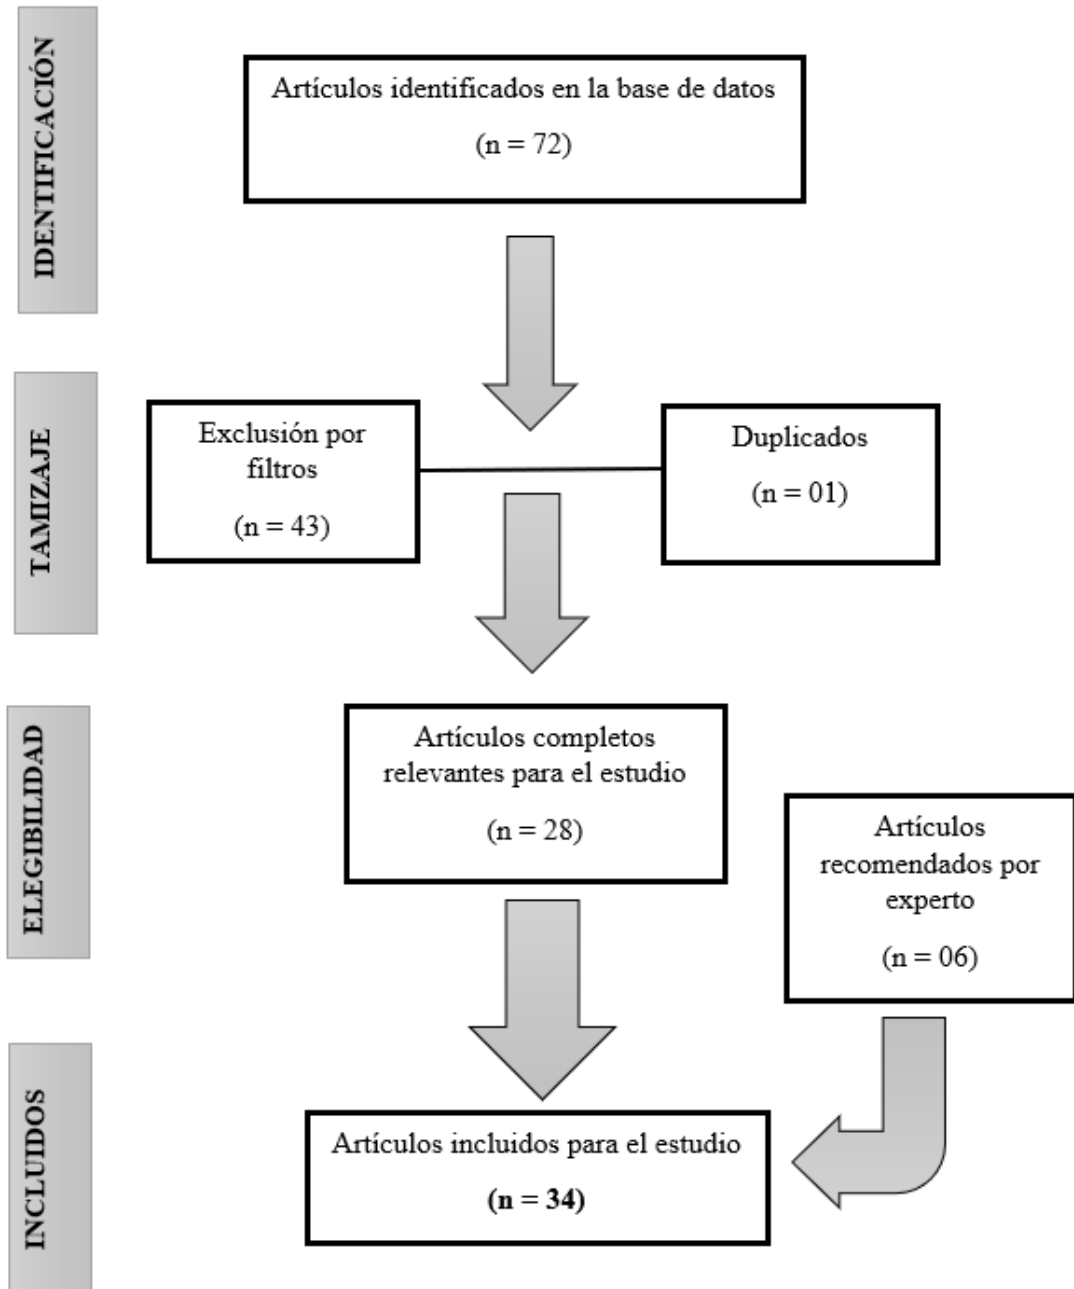 IDENTIFICACIÓN
Artículos identificados en la base de datos
(n = 72)
TAMIZAJE
Exclusión por
filtros
(n = 43)
Duplicados
(n = 01)
ELEGIBILIDAD
Artículos completos
relevantes para el estudio
(n = 28)
Artículos
recomendados por
experto
(n = 06)
INCLUIDOS
Artículos incluidos para el estudio
(n = 34)